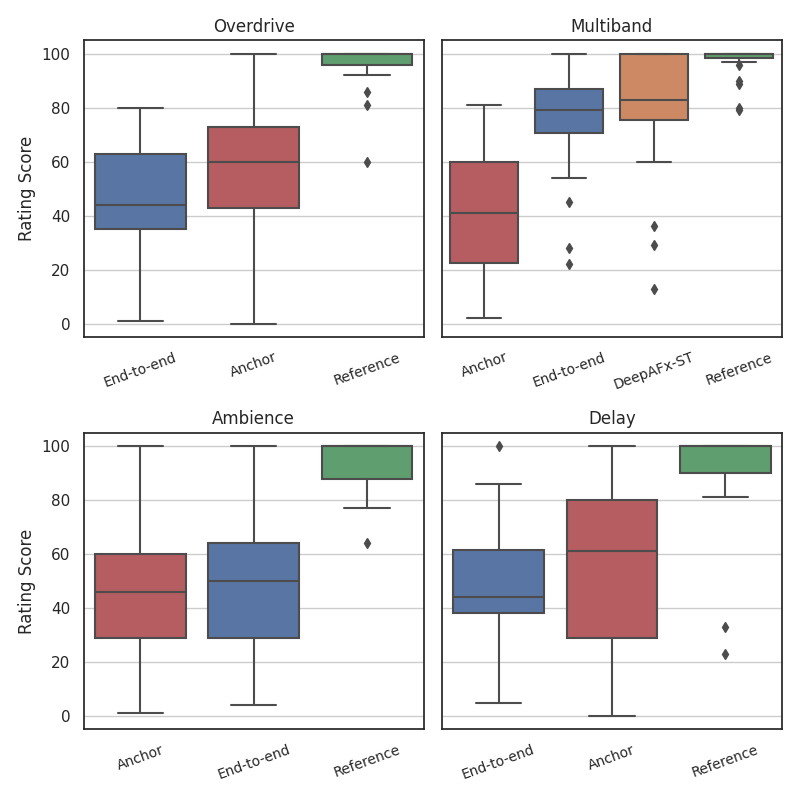 Overdrive
Multiband
100
80
60
40
20
0
Rating Score
End-to-end
Anchor
Reference
Anchor
End-to-end
DeepAFx-ST
Reference
Ambience
Delay
100
80
60
40
20
0
Rating Score
Anchor
End-to-end
Reference
End-to-end
Anchor
Reference